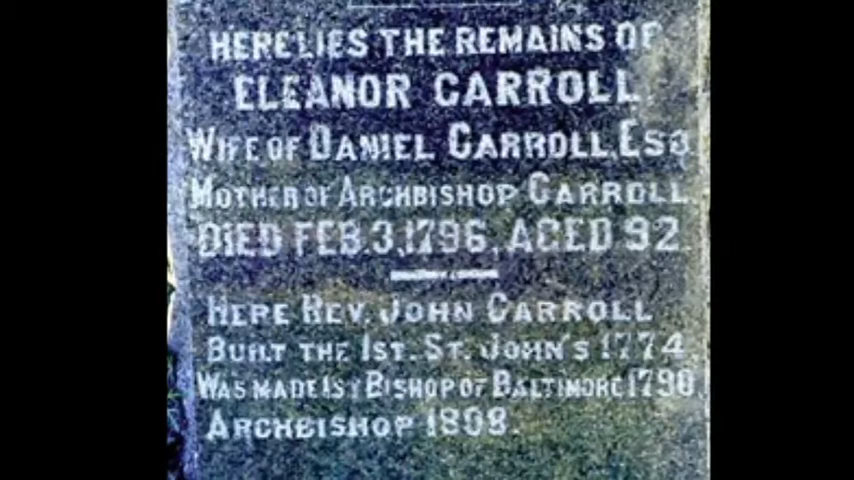 HERE LIES THE REMAINS OF
ELEANOR CARROLL,
WIFE OF DANIEL CARROLL, ESQ.
MOTHER OF ARCHBISHOP CARROLL
DIED FEB. 3, 1796, AGED 92.
HERE REV. JOHN CARROLL
BUILT THE 1ST. ST. JOHN'S 1774,
WAS MADE 1ST BISHOP OF BALTIMORE 1790,
ARCHBISHOP 1808.